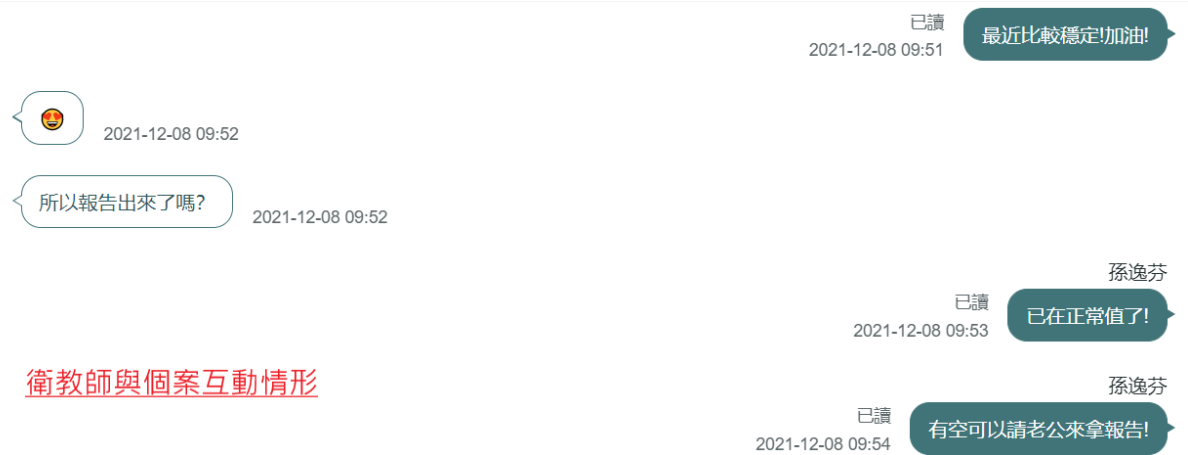 已讀
2021-12-08 09:51
最近比較穩定!加油!
2021-12-08 09:52
所以報告出來了嗎?
2021-12-08 09:52
孫逸芬
已讀
2021-12-08 09:53
已在正常值了!
衛教師與個案互動情形
孫逸芬
已讀
2021-12-08 09:54
有空可以請老公來拿報告!